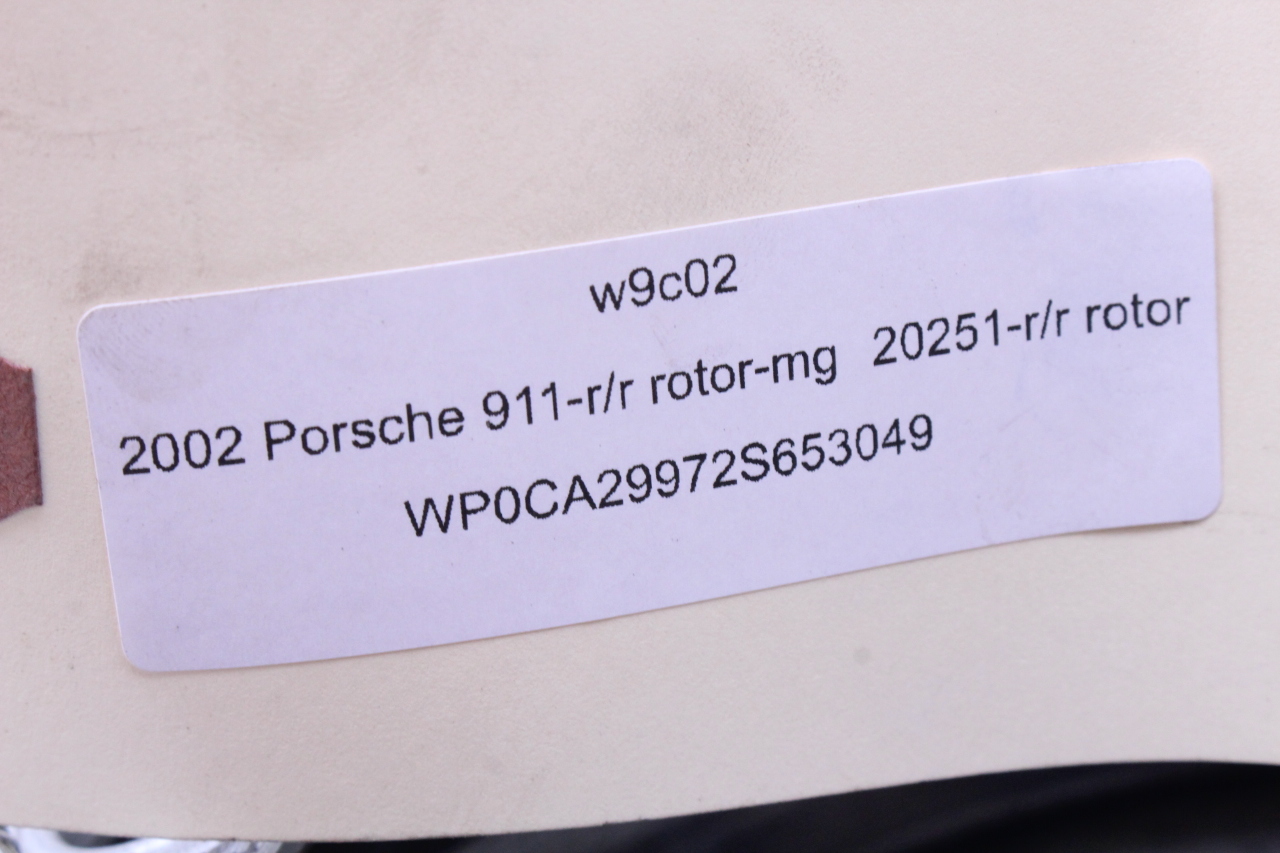 w9c02
2002 Porsche 911-r/r rotor-mg 20251-r/r rotor
WP0CA29972S653049